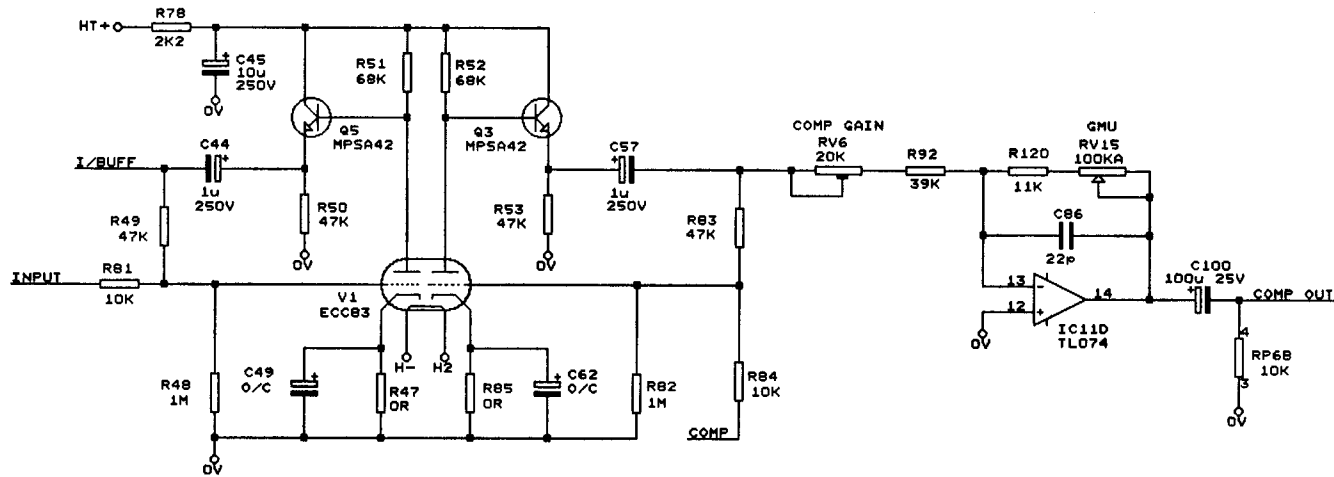 R78
HT+
2K2
C45
10u
250V
0V
R51
68K
R52
68K
Q5
MPSA42
Q3
MPSA42
C44
I/BUFF
1u
250V
R50
47K
0V
R49
47K
R53
47K
0V
C57
1u
250V
R83
47K
COMP GAIN
RV6
20K
R92
39K
GMU
RV15
100KA
R120
11K
C86
22p
INPUT
R81
10K
V1
ECC83
H-
H2
R48
1M
C49
O/C
R47
0R
R85
0R
C62
O/C
R82
1M
R84
10K
COMP
0V
13
-
12
+
14
0V
IC11D
TL074
C100
100u 25V
COMP OUT
4
RP6B
10K
3
0V